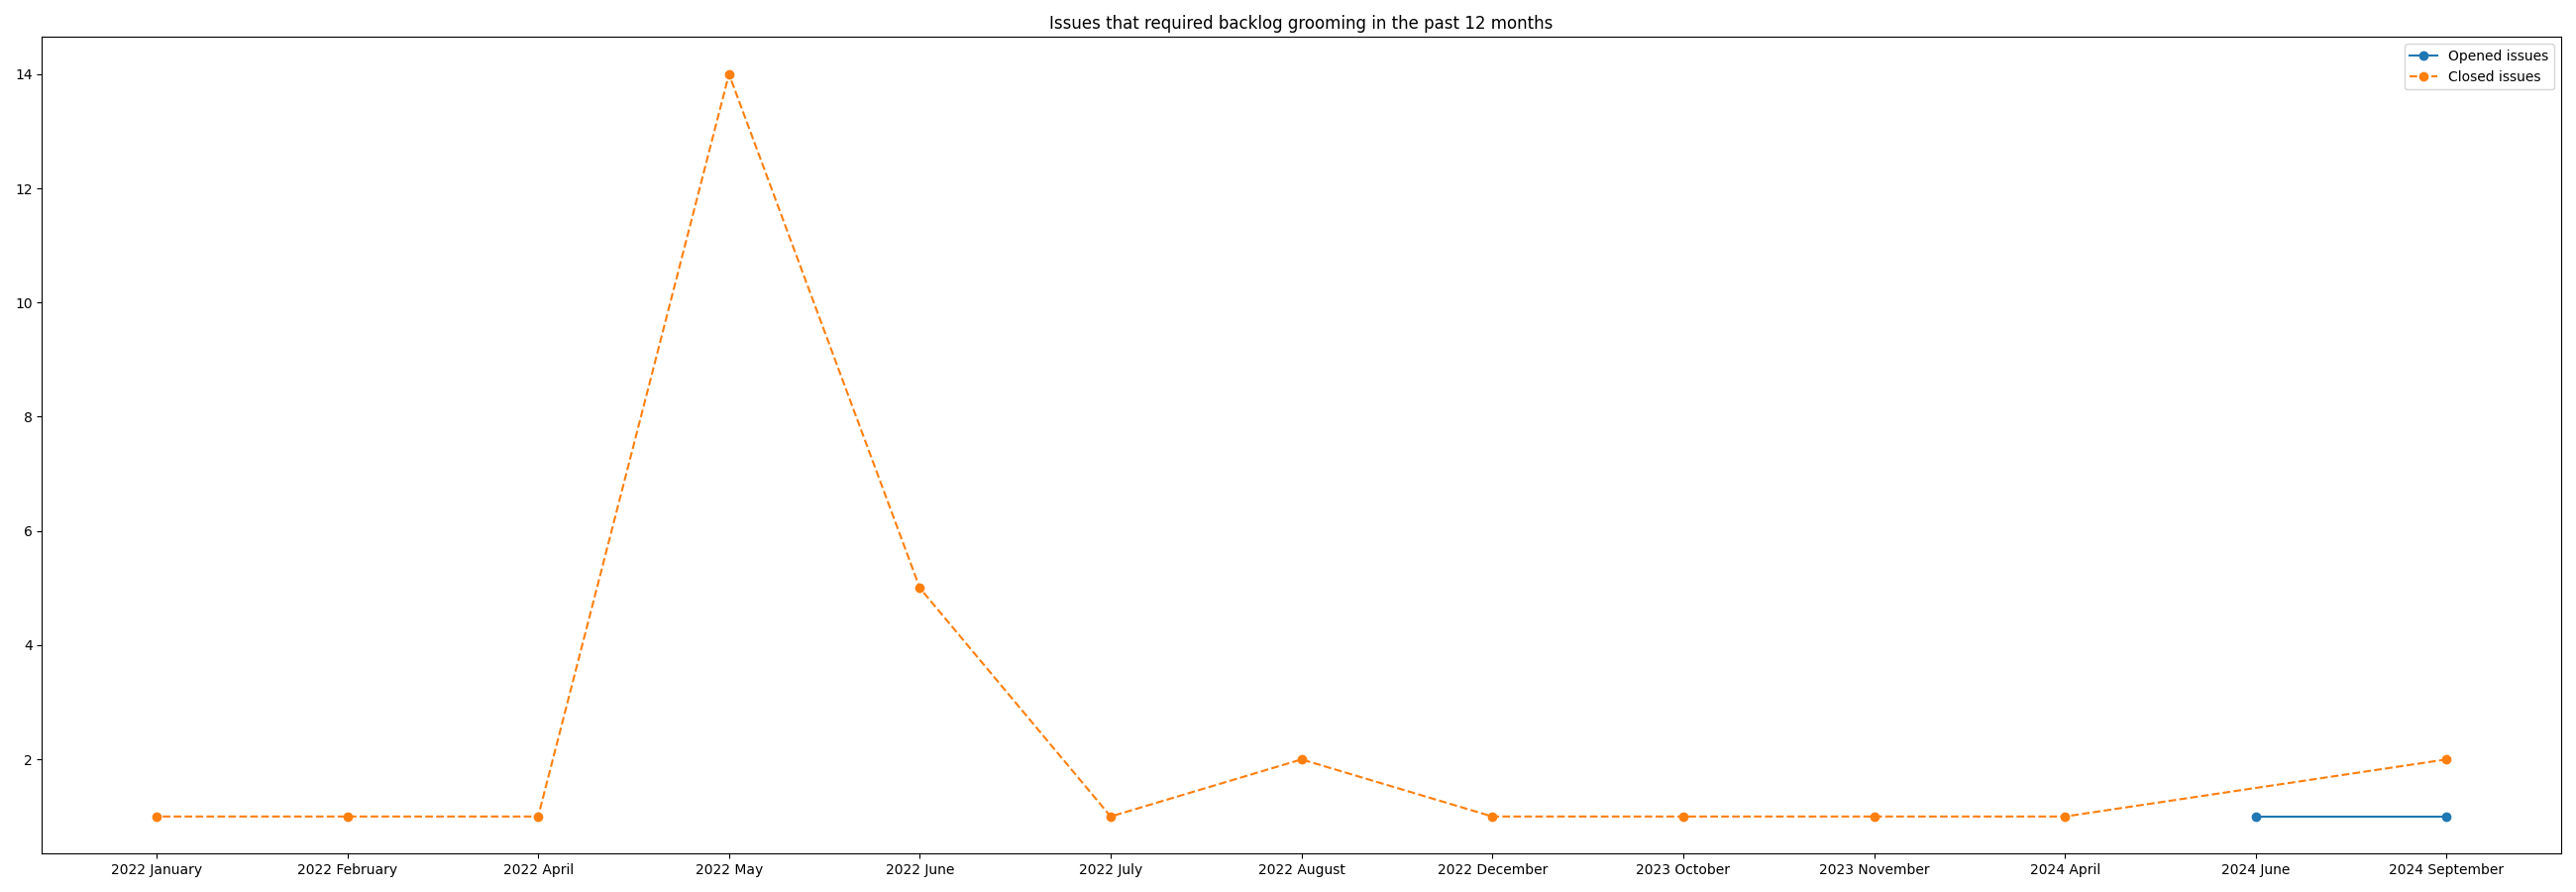 Issues that required backlog grooming in the past 12 months
Opened issues
Closed issues
14
12
10
8
6
4
2
2022 January 2022 February 2022 April 2022 May 2022 June 2022 July 2022 August 2022 December 2023 October 2023 November 2024 April 2024 June 2024 September